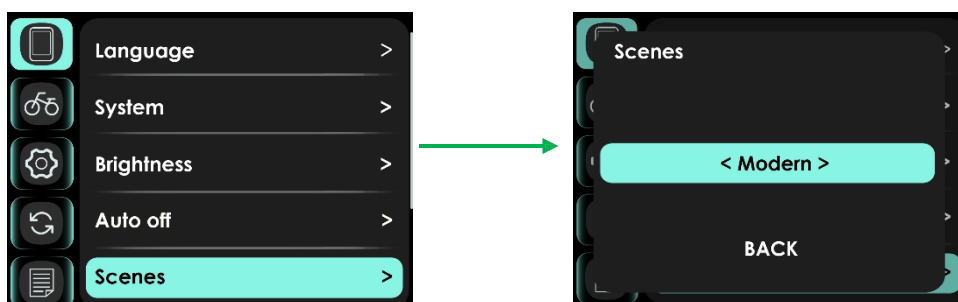 Language >
System >
Brightness >
Auto off >
Scenes >
Scenes
< Modern >
BACK